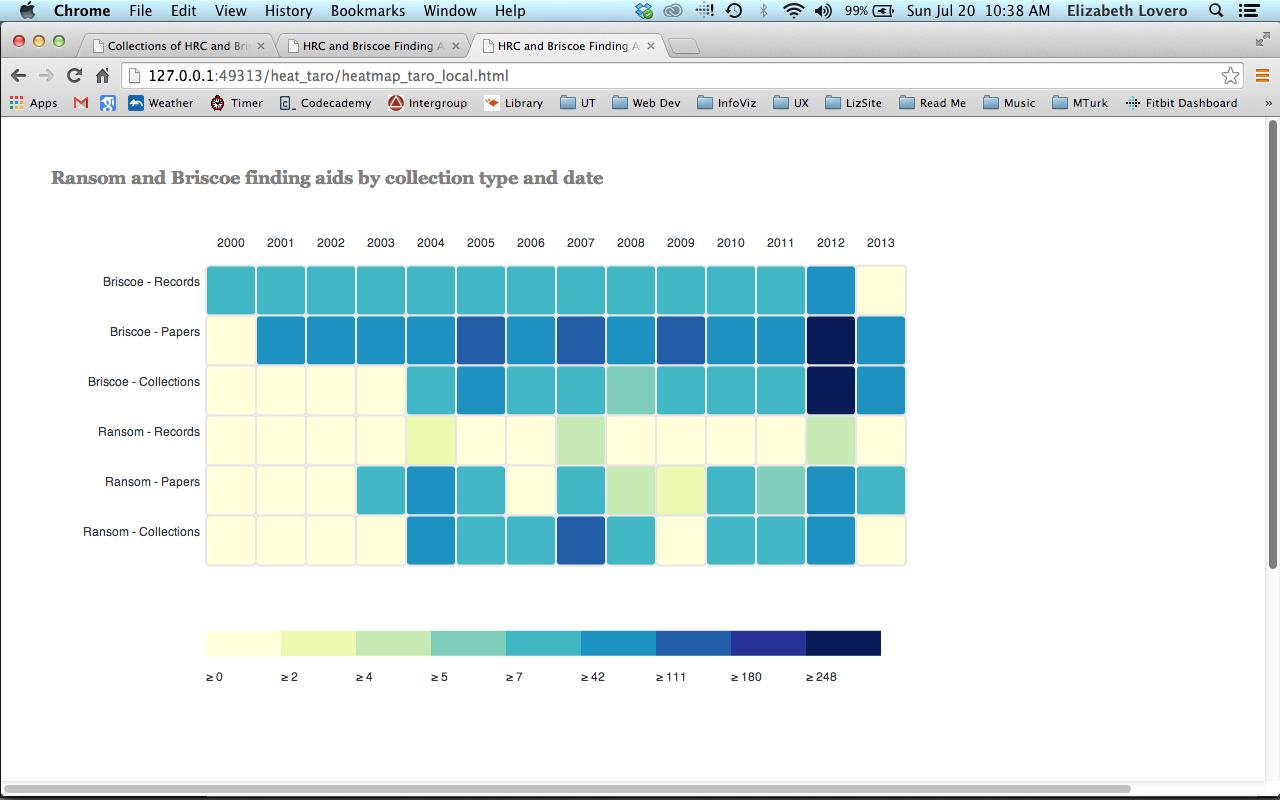 Chrome File Edit View History Bookmarks Window Help 99% Sun Jul 20 10:38 AM Elizabeth Lovero
Collections of HRC and Bri × HRC and Briscoe Finding A × HRC and Briscoe Finding A ×
127.0.0.1:49313/heat_taro/heatmap_taro_local.html
Apps Weather Timer Codecademy Intergroup Library UT Web Dev InfoViz UX LizSite Read Me Music MTurk Fitbit Dashboard »
Ransom and Briscoe finding aids by collection type and date
2000 2001 2002 2003 2004 2005 2006 2007 2008 2009 2010 2011 2012 2013
Briscoe - Records
Briscoe - Papers
Briscoe - Collections
Ransom - Records
Ransom - Papers
Ransom - Collections
≥ 0 ≥ 2 ≥ 4 ≥ 5 ≥ 7 ≥ 42 ≥ 111 ≥ 180 ≥ 248